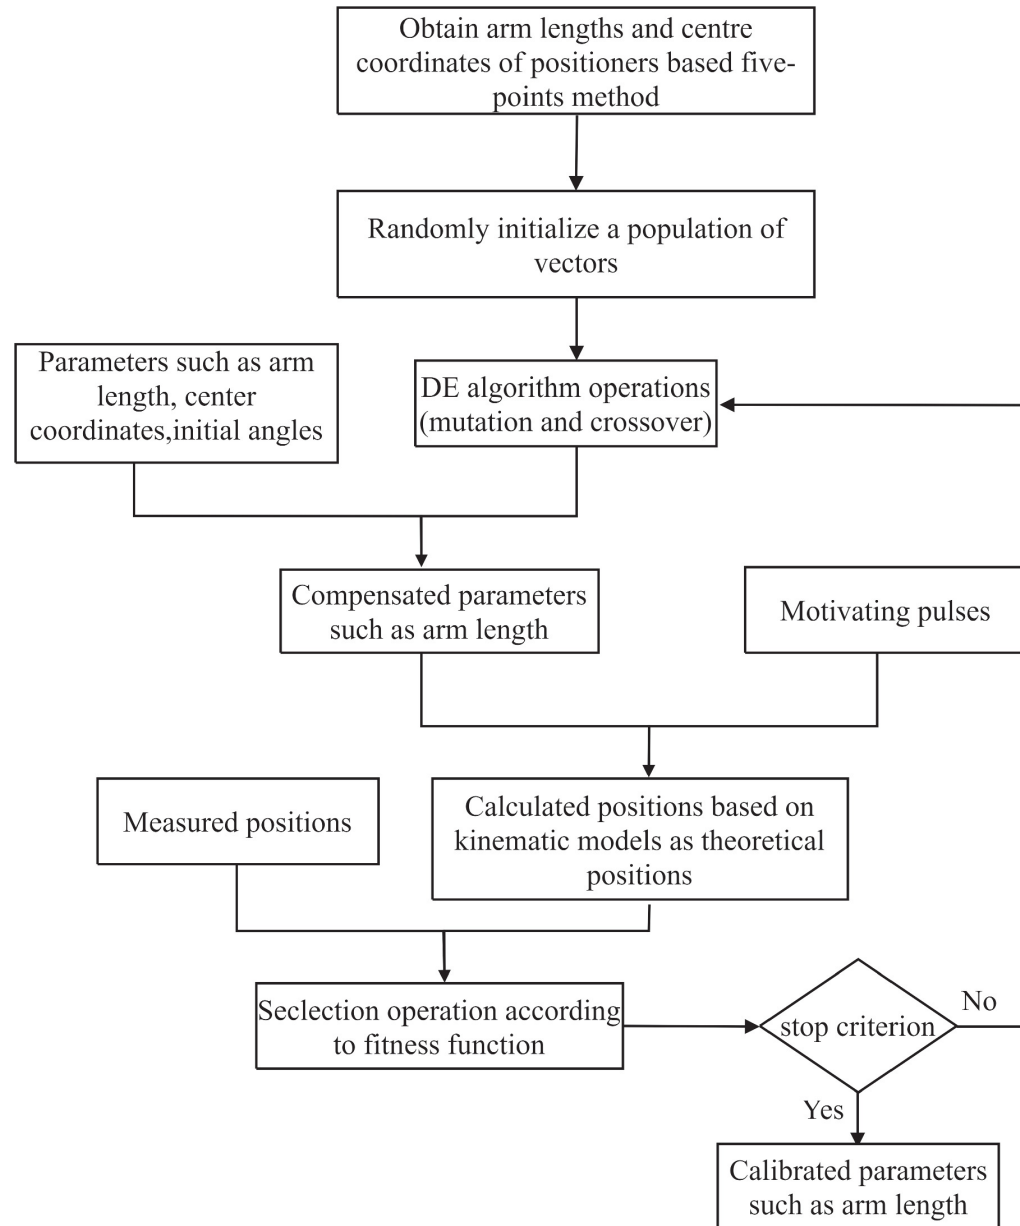 Obtain arm lengths and centre
coordinates of positioners based five-
points method
Randomly initialize a population of
vectors
Parameters such as arm
length, center
coordinates,initial angles
DE algorithm operations
(mutation and crossover)
Compensated parameters
such as arm length
Motivating pulses
Measured positions
Calculated positions based on
kinematic models as theoretical
positions
Seclection operation according
to fitness function
stop criterion
No
Yes
Calibrated parameters
such as arm length